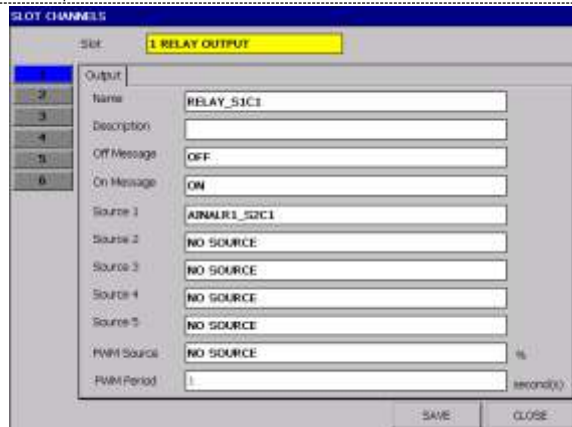 SLOT CHANNELS
Slot 1 RELAY OUTPUT
1
2
3
4
5
6
Output
Name RELAY_S1C1
Description
Off Message OFF
On Message ON
Source 1 AINALR1_S2C1
Source 2 NO SOURCE
Source 3 NO SOURCE
Source 4 NO SOURCE
Source 5 NO SOURCE
PWM Source NO SOURCE %
PWM Period 1 second(s)
SAVE CLOSE